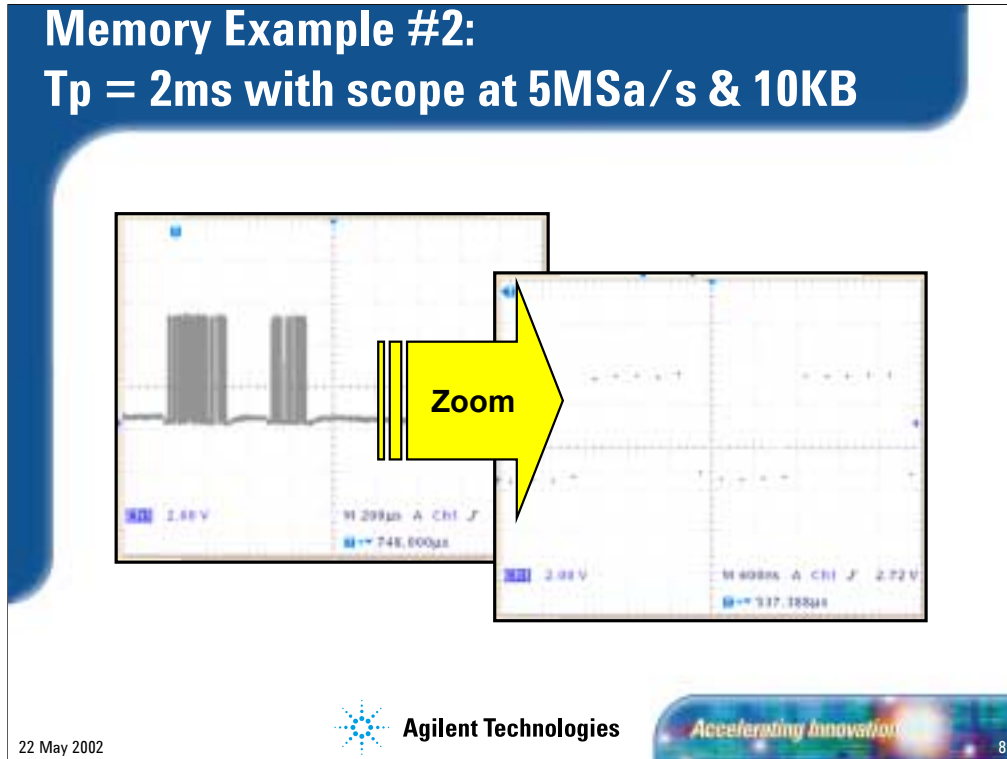 Memory Example #2:
Tp = 2ms with scope at 5MSa/s & 10KB
Zoom
2.00 V
M 200µs A Ch1
748.000µs
2.00 V
M 400ns A Ch1 2.72 V
537.388µs
22 May 2002
Agilent Technologies
Accelerating Innovation
8